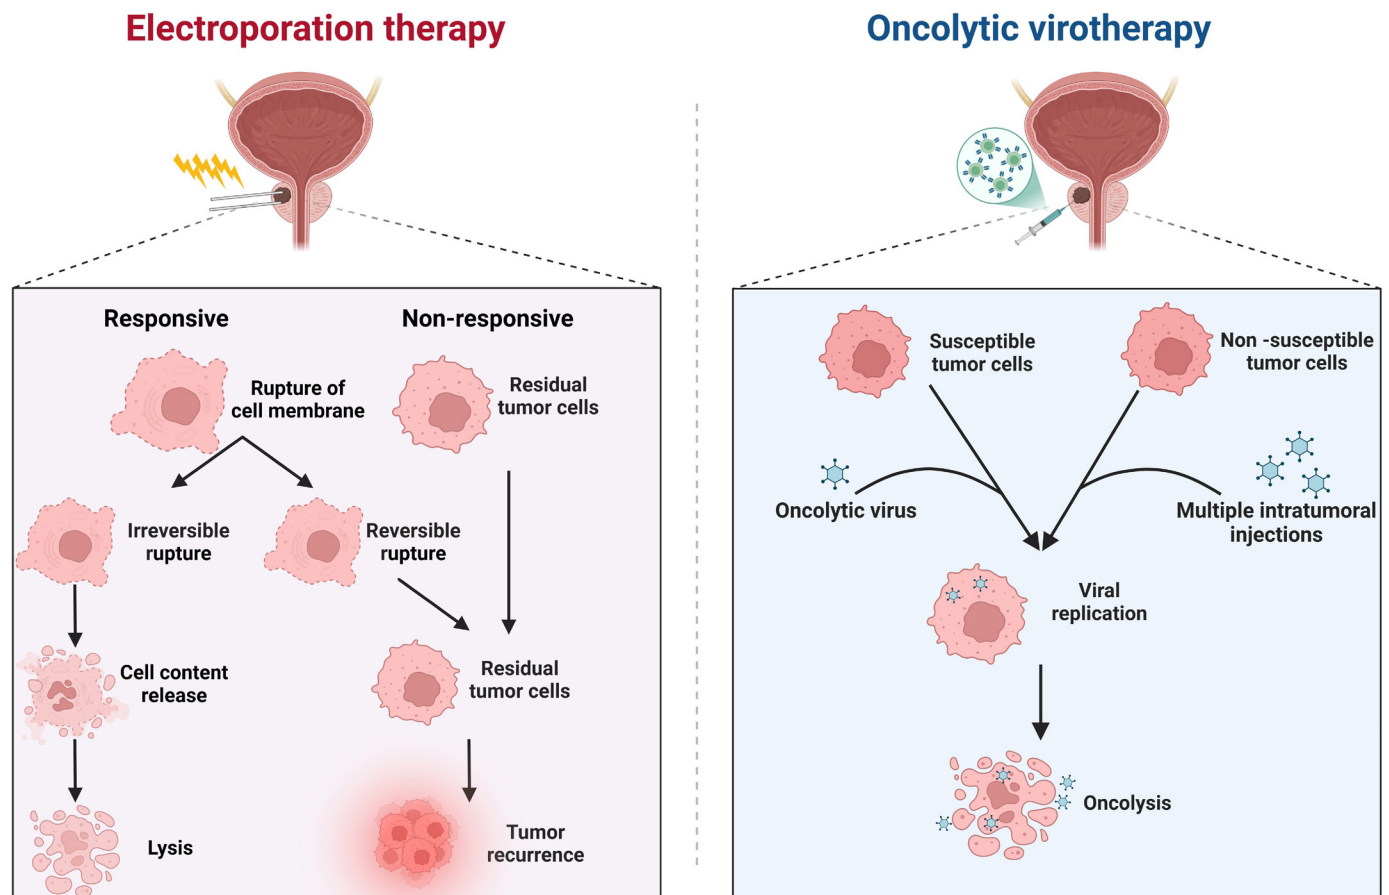 Electroporation therapy
Responsive
Non-responsive
Rupture of
cell membrane
Residual
tumor cells
Irreversible
rupture
Reversible
rupture
Cell content
release
Residual
tumor cells
Lysis
Tumor
recurrence
Oncolytic virotherapy
Susceptible
tumor cells
Non -susceptible
tumor cells
Oncolytic virus
Multiple intratumoral
injections
Viral
replication
Oncolysis